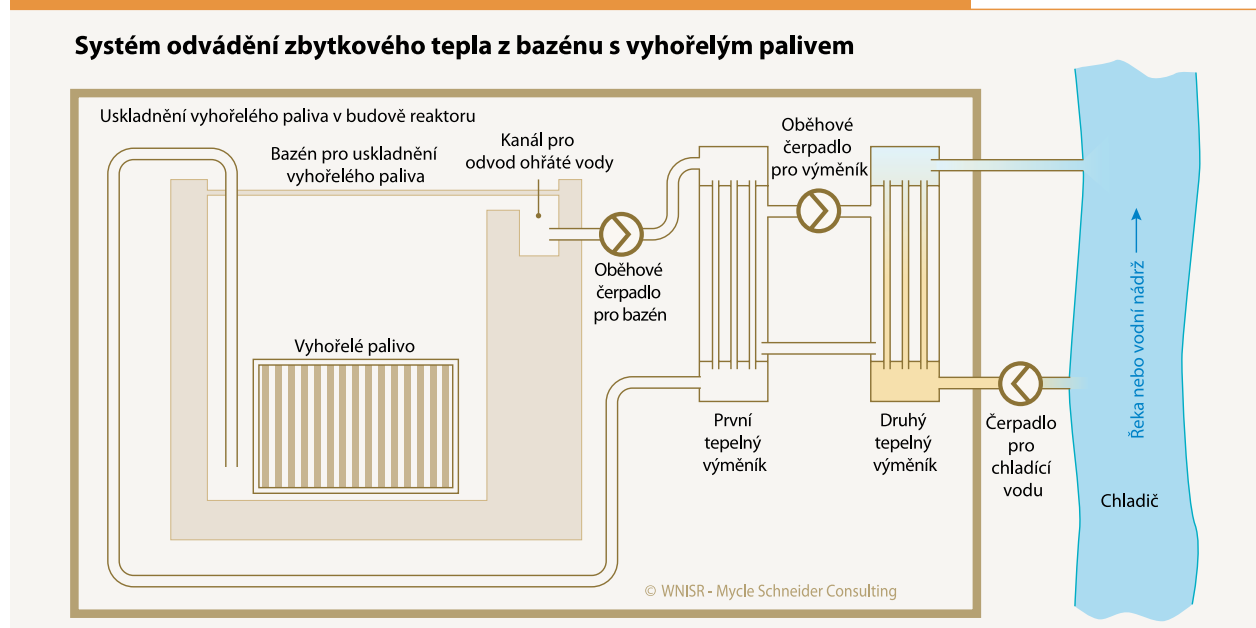 Systém odvádění zbytkového tepla z bazénu s vyhořelým palivem
Uskladnění vyhořelého paliva v budově reaktoru
Bazén pro uskladnění
vyhořelého paliva
Kanál pro
odvod ohřáté vody
Oběhové
čerpadlo
pro výměník
Oběhové
čerpadlo
pro bazén
Vyhořelé palivo
První
tepelný
výměník
Druhý
tepelný
výměník
Čerpadlo
pro
chladící
vodu
Řeka nebo vodní nádrž
Chladič
© WNISR - Mycle Schneider Consulting